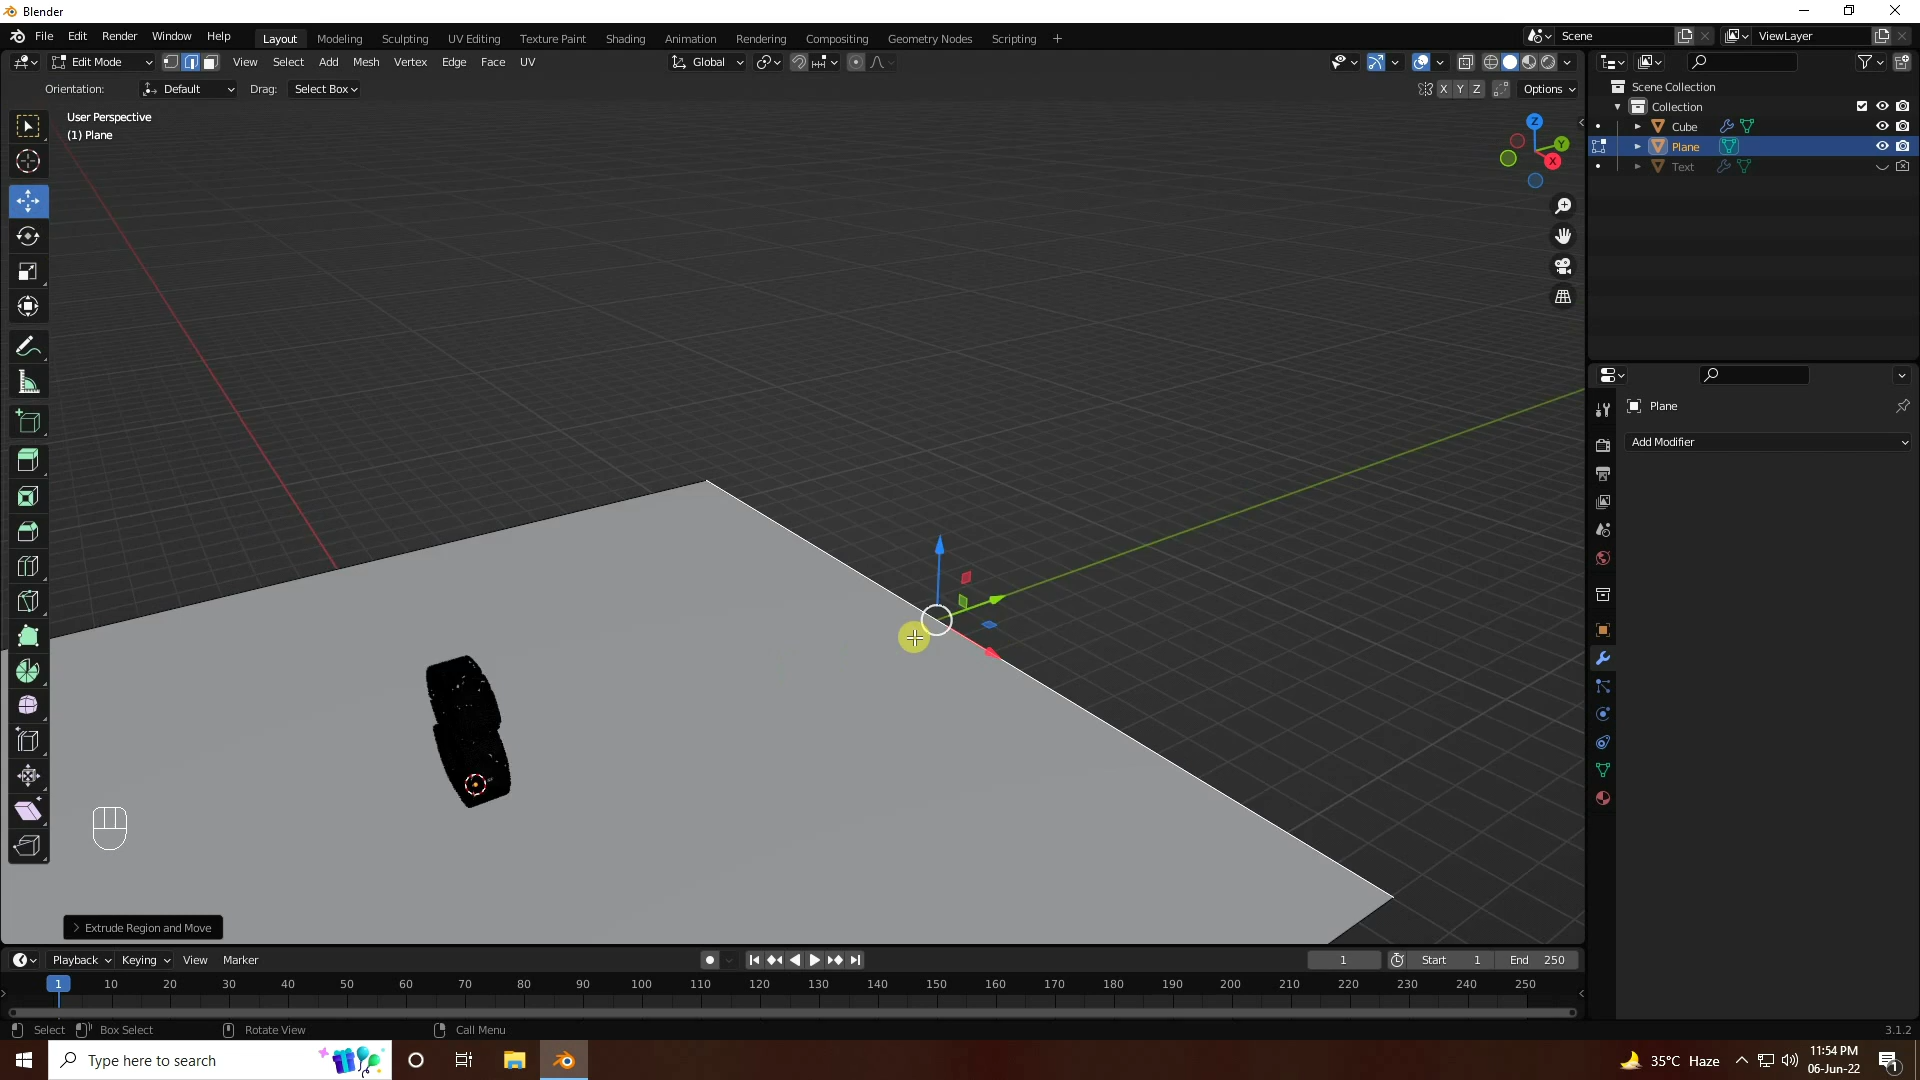 Blender
File Edit Render Window Help
Layout Modeling Sculpting UV Editing Texture Paint Shading Animation Rendering Compositing Geometry Nodes Scripting +
Scene
ViewLayer
Edit Mode View Select Add Mesh Vertex Edge Face UV
Global
Orientation: Default Drag: Select Box
X Y Z Options
User Perspective
(1) Plane
Z
Y
X
Scene Collection
Collection
Cube
Plane
Text
Plane
Add Modifier
Extrude Region and Move
Playback Keying View Marker
1 Start 1 End 250
1 10 20 30 40 50 60 70 80 90 100 110 120 130 140 150 160 170 180 190 200 210 220 230 240 250
Select Box Select Rotate View Call Menu
3.1.2
Type here to search
35°C Haze
11:54 PM
06-Jun-22
1